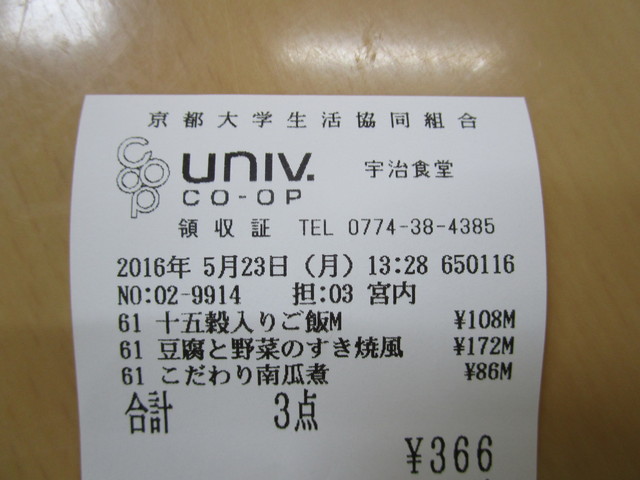 京都大学生活協同組合
coop UNIV. 宇治食堂
CO-OP
領収証 TEL 0774-38-4385
2016年 5月23日(月) 13:28 650116
NO:02-9914 担:03 宮内
61 十五穀入りご飯M ¥108M
61 豆腐と野菜のすき焼風 ¥172M
61 こだわり南瓜煮 ¥86M
合計 3点
¥366